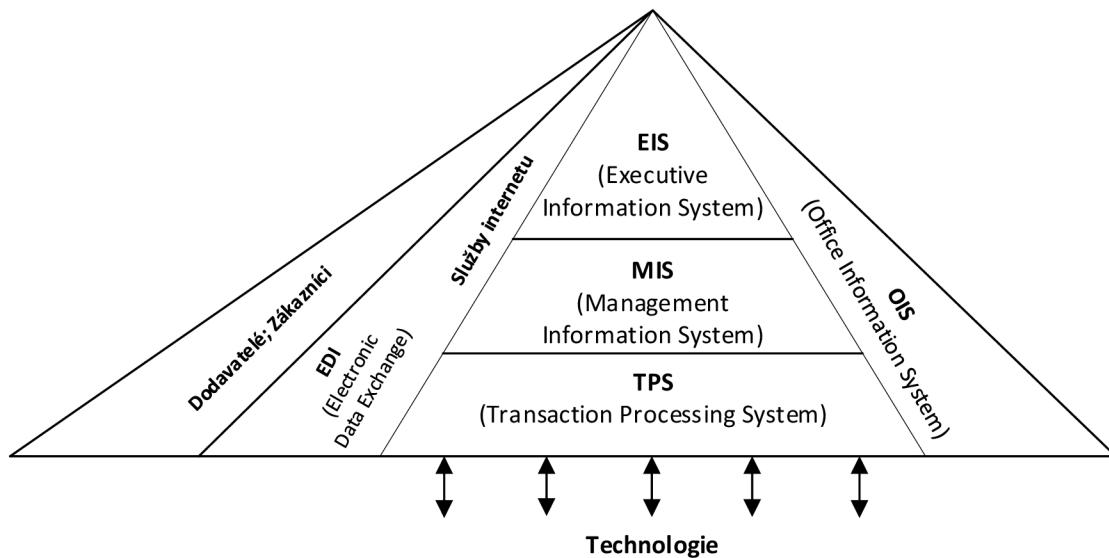 Dodavatelé; Zákazníci
EDI
(Electronic
Data Exchange)
Služby internetu
EIS
(Executive
Information System)
MIS
(Management
Information System)
TPS
(Transaction Processing System)
OIS
(Office Information System)
Technologie